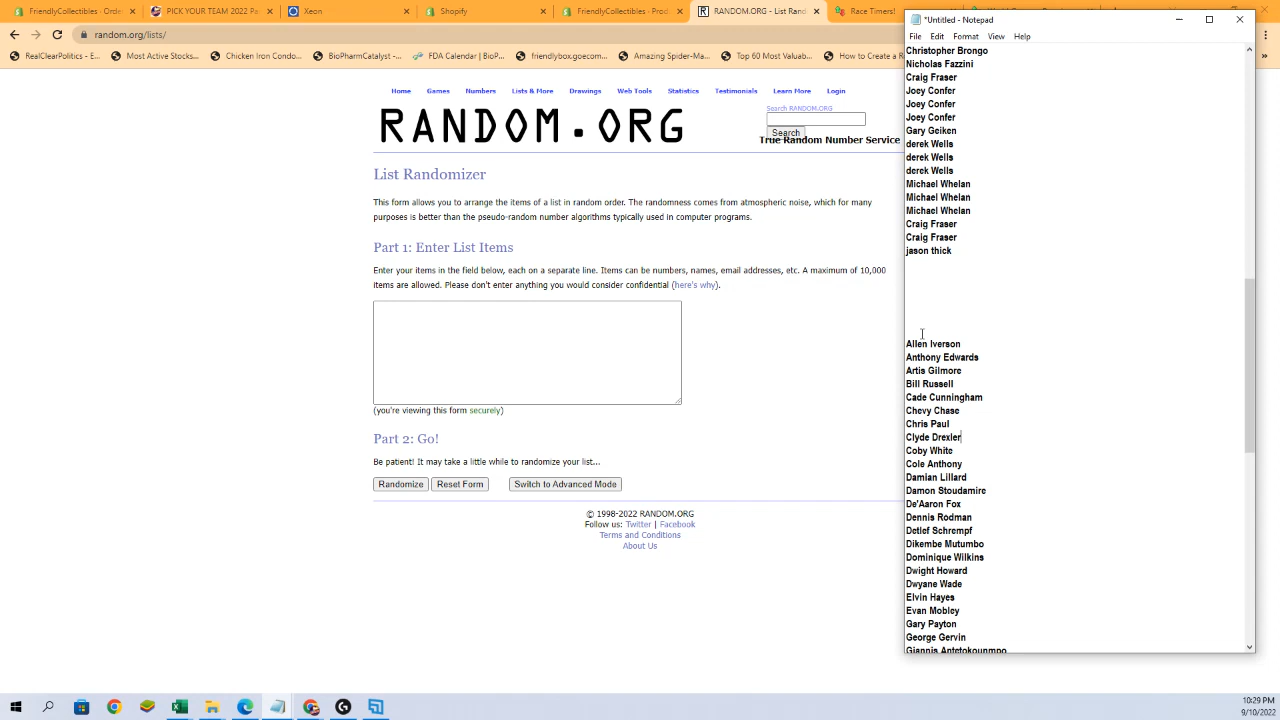 FriendlyCollectibles - Orders
PICK YOUR TEAM 2022 Pa
Xeon
Shopify
FriendlyCollectibles - Produc
RANDOM.ORG - List Rando
Race Times!
random.org/lists/
RealClearPolitics -
Most Active Stocks...
Chicken Iron Condo...
BioPharmCatalyst -...
FDA Calendar | BioP...
friendlybox.goecom...
Amazing Spider-Ma...
Top 60 Most Valuab...
How to Create a R
»
Home
Games
Numbers
Lists & More
Drawings
Web Tools
Statistics
Testimonials
Learn More
Login
RANDOM.ORG
Search RANDOM.ORG
Search
True Random Number Service
List Randomizer
This form allows you to arrange the items of a list in random order. The randomness comes from atmospheric noise, which for many
purposes is better than the pseudo-random number algorithms typically used in computer programs.
Part 1: Enter List Items
Enter your items in the field below, each on a separate line. Items can be numbers, names, email addresses, etc. A maximum of 10,000
items are allowed. Please don't enter anything you would consider confidential (here's why).
(you're viewing this form securely)
Part 2: Go!
Be patient! It may take a little while to randomize your list...
Randomize
Reset Form
Switch to Advanced Mode
© 1998-2022 RANDOM.ORG
Follow us: Twitter | Facebook
Terms and Conditions
About Us
*Untitled - Notepad
File Edit Format View Help
Christopher Brongo
Nicholas Fazzini
Craig Fraser
Joey Confer
Joey Confer
Joey Confer
Gary Geiken
derek Wells
derek Wells
derek Wells
Michael Whelan
Michael Whelan
Michael Whelan
Craig Fraser
Craig Fraser
jason thick
Allen Iverson
Anthony Edwards
Artis Gilmore
Bill Russell
Cade Cunningham
Chevy Chase
Chris Paul
Clyde Drexler
Coby White
Cole Anthony
Damian Lillard
Damon Stoudamire
De'Aaron Fox
Dennis Rodman
Detlef Schrempf
Dikembe Mutumbo
Dominique Wilkins
Dwight Howard
Dwyane Wade
Elvin Hayes
Evan Mobley
Gary Payton
George Gervin
Giannis Antetokounmpo
10:29 PM
9/10/2022